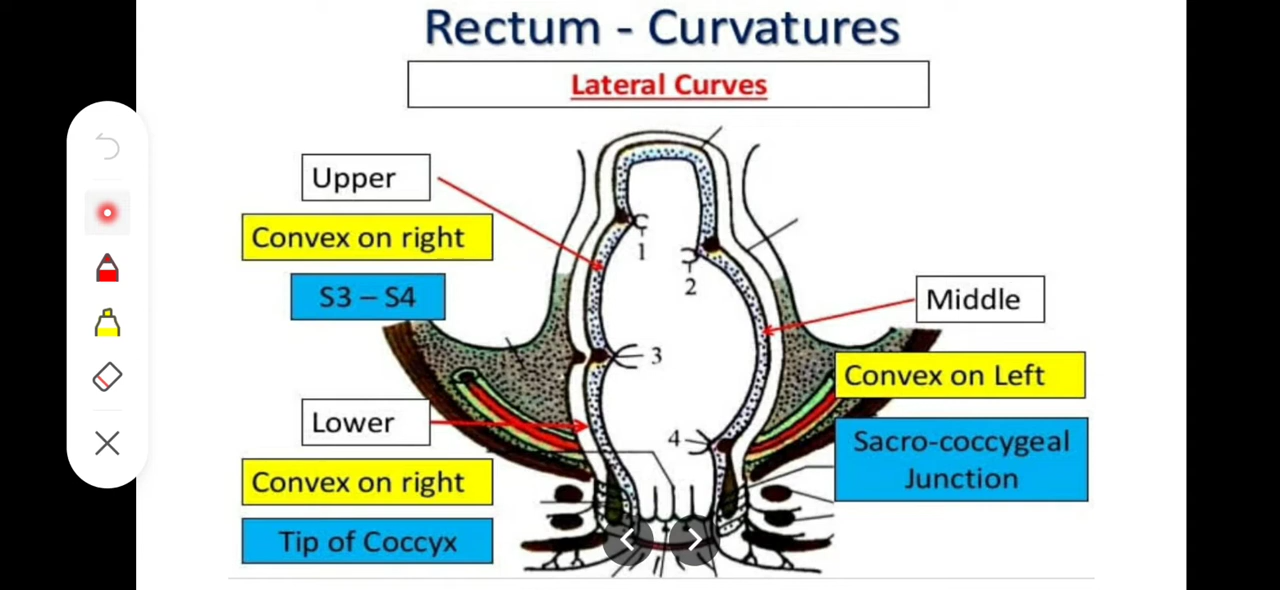 Rectum - Curvatures
Lateral Curves
Upper
Convex on right
S3 – S4
1
2
3
4
Middle
Convex on Left
Sacro-coccygeal
Junction
Lower
Convex on right
Tip of Coccyx